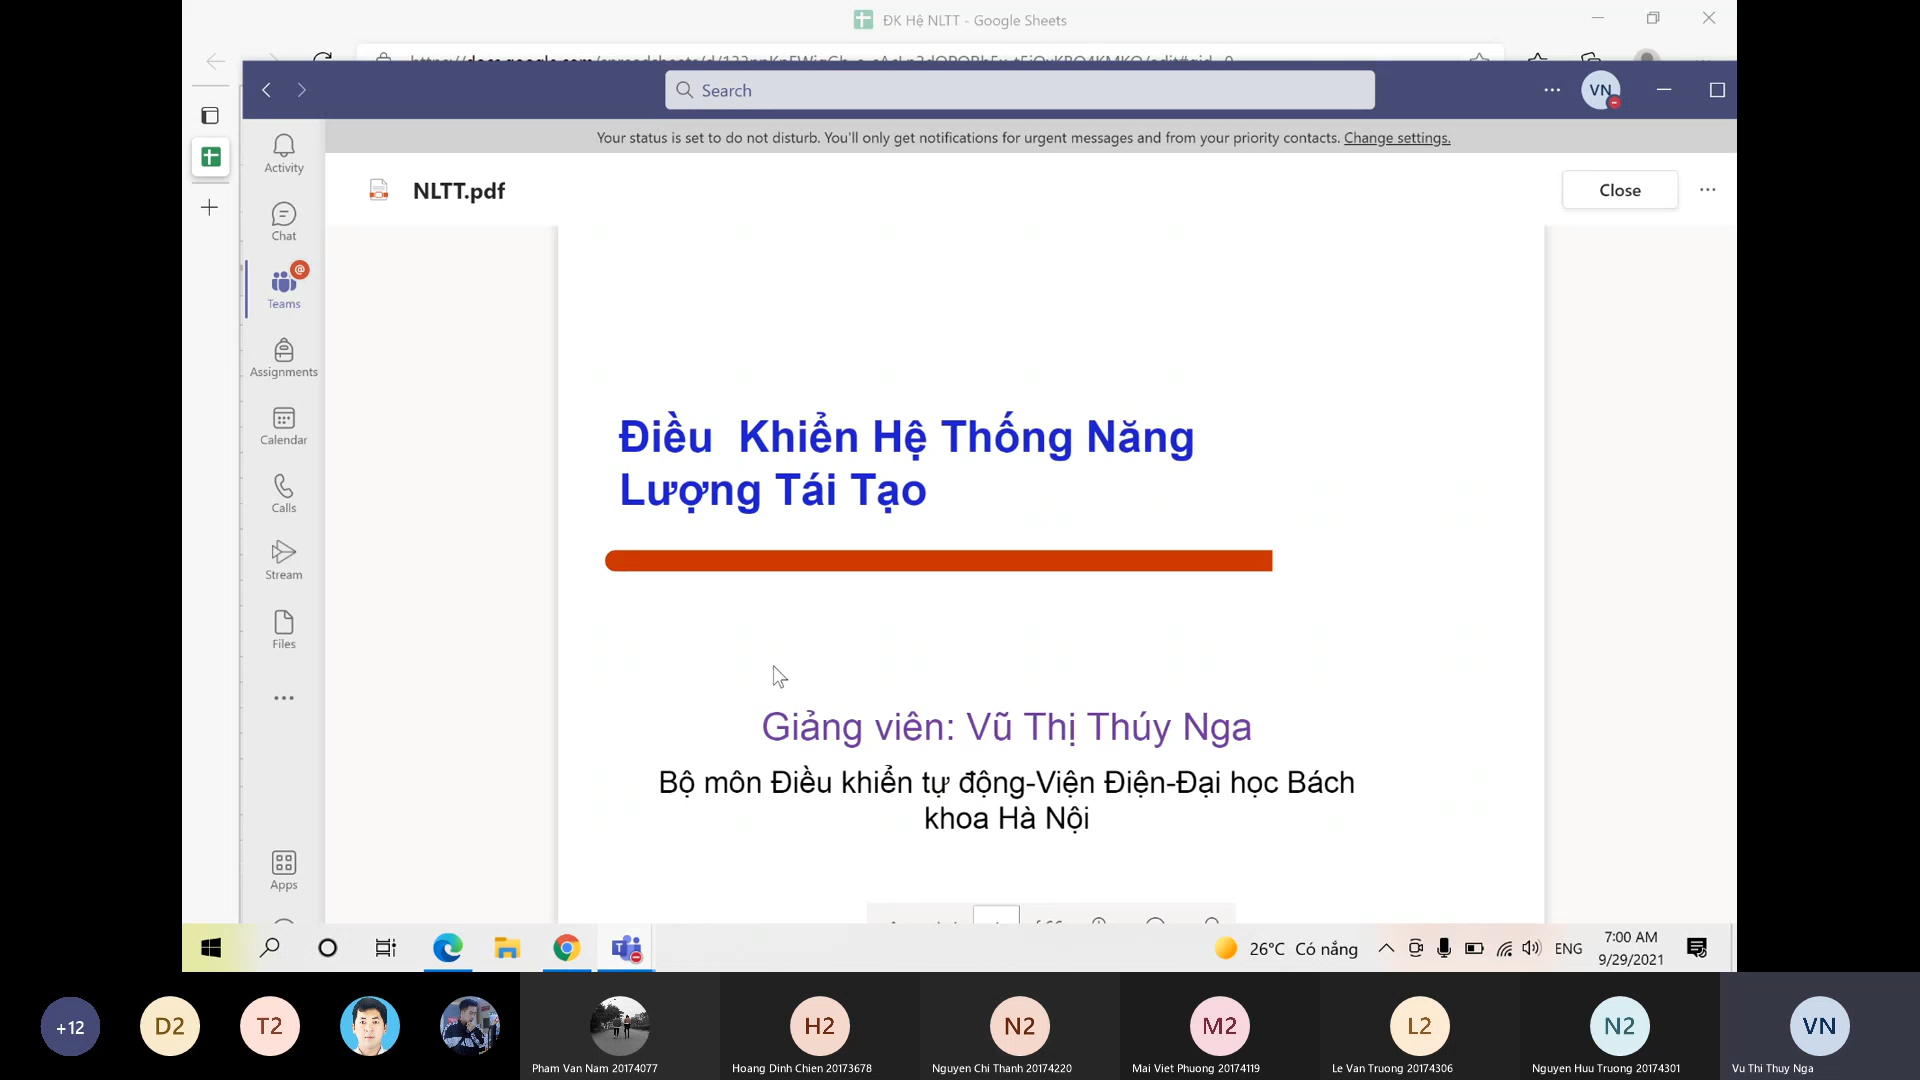 ĐK Hệ NLTT - Google Sheets
Search
VN
Your status is set to do not disturb. You'll only get notifications for urgent messages and from your priority contacts. Change settings.
Activity
Chat
Teams
Assignments
Calendar
Calls
Stream
Files
Apps
NLTT.pdf
Close
Điều Khiển Hệ Thống Năng
Lượng Tái Tạo
Giảng viên: Vũ Thị Thúy Nga
Bộ môn Điều khiển tự động-Viện Điện-Đại học Bách
khoa Hà Nội
26°C Có nắng
ENG
7:00 AM
9/29/2021
+12
D2
T2
H2
N2
M2
L2
N2
VN
Pham Van Nam 20174077
Hoang Dinh Chien 20173678
Nguyen Chi Thanh 20174220
Mai Viet Phuong 20174119
Le Van Truong 20174306
Nguyen Huu Truong 20174301
Vu Thi Thuy Nga